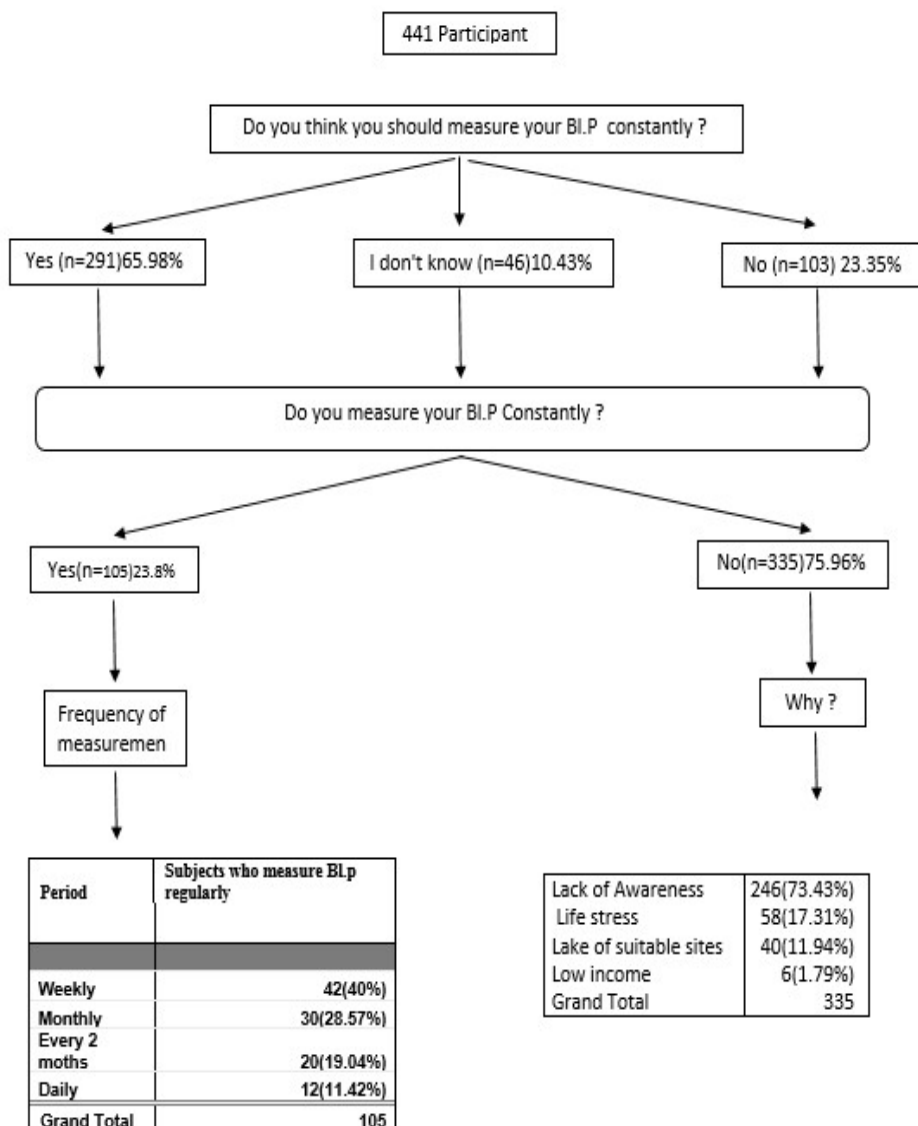 441 Participant
Do you think you should measure your Bl.P constantly ?
Yes (n=291)65.98%
I don't know (n=46)10.43%
No (n=103) 23.35%
Do you measure your Bl.P Constantly ?
Yes(n=105)23.8%
No(n=335)75.96%
Frequency of
measuremen
Why ?
Period Subjects who measure Bl.p
regularly
Weekly 42(40%)
Monthly 30(28.57%)
Every 2
moths 20(19.04%)
Daily 12(11.42%)
Grand Total 105
Lack of Awareness 246(73.43%)
Life stress 58(17.31%)
Lake of suitable sites 40(11.94%)
Low income 6(1.79%)
Grand Total 335